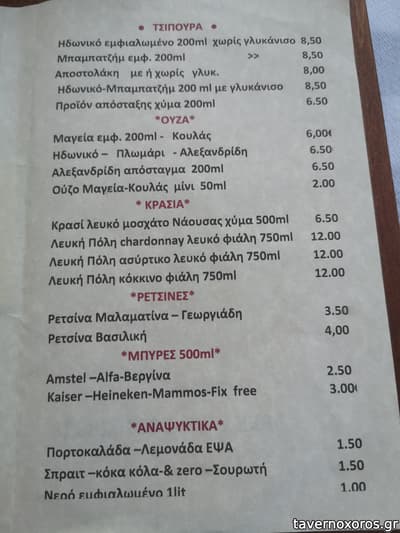 • ΤΣΙΠΟΥΡΑ •
Ηδωνικό εμφιαλωμένο 200ml χωρίς γλυκάνισο 8,50
Μπαμπατζήμ εμφ. 200ml >> 8,50
Αποστολάκη με ή χωρίς γλυκ. 8,00
Ηδωνικό-Μπαμπατζήμ 200 ml με γλυκάνισο 8,50
Προϊόν απόσταξης χύμα 200ml 6.50
*ΟΥΖΑ*
Μαγεία εμφ. 200ml - Κουλάς 6,00€
Ηδωνικό – Πλωμάρι - Αλεξανδρίδη 6.50
Αλεξανδρίδη απόσταγμα 200ml 6.50
Ούζο Μαγεία-Κουλάς μίνι 50ml 2.00
* ΚΡΑΣΙΑ*
Κρασί λευκό μοσχάτο Νάουσας χύμα 500ml 6.50
Λευκή Πόλη chardonnay λευκό φιάλη 750ml 12.00
Λευκή Πόλη ασύρτικο λευκό φιάλη 750ml 12.00
Λευκή Πόλη κόκκινο φιάλη 750ml 12.00
*ΡΕΤΣΙΝΕΣ*
Ρετσίνα Μαλαματίνα – Γεωργιάδη 3.50
Ρετσίνα Βασιλική 4,00
*ΜΠΥΡΕΣ 500ml*
Amstel –Αλφα-Βεργίνα 2.50
Kaiser –Heineken-Mammos-Fix free 3.00€
*ΑΝΑΨΥΚΤΙΚΑ*
Πορτοκαλάδα –Λεμονάδα ΕΨΑ 1.50
Σπραιτ –κόκα κόλα-& zero –Σουρωτή 1.50
Νερό εμφιαλωμένο 1lit 1.00
tavernoxoros.gr